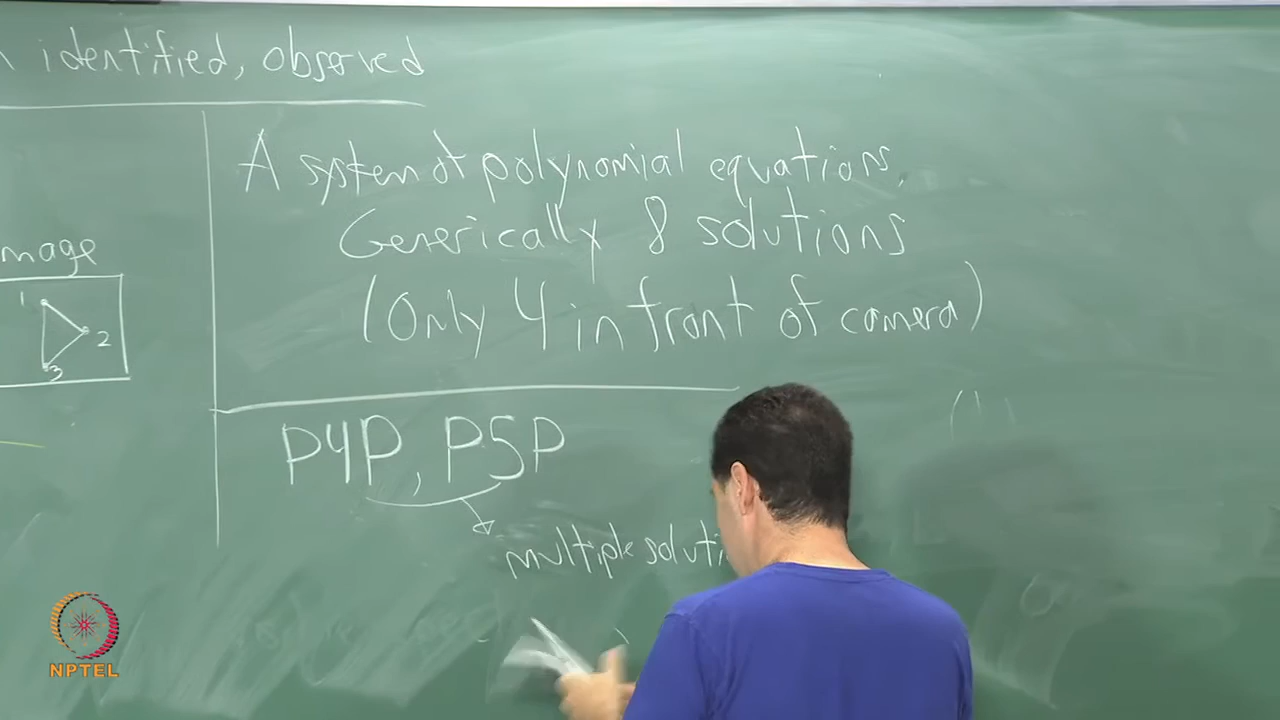 identified, observed
A system of polynomial equations.
Generically 8 solutions
(Only 4 in front of camera)
mage
1
2
3
P4P, P5P
multiple soluti
NPTEL